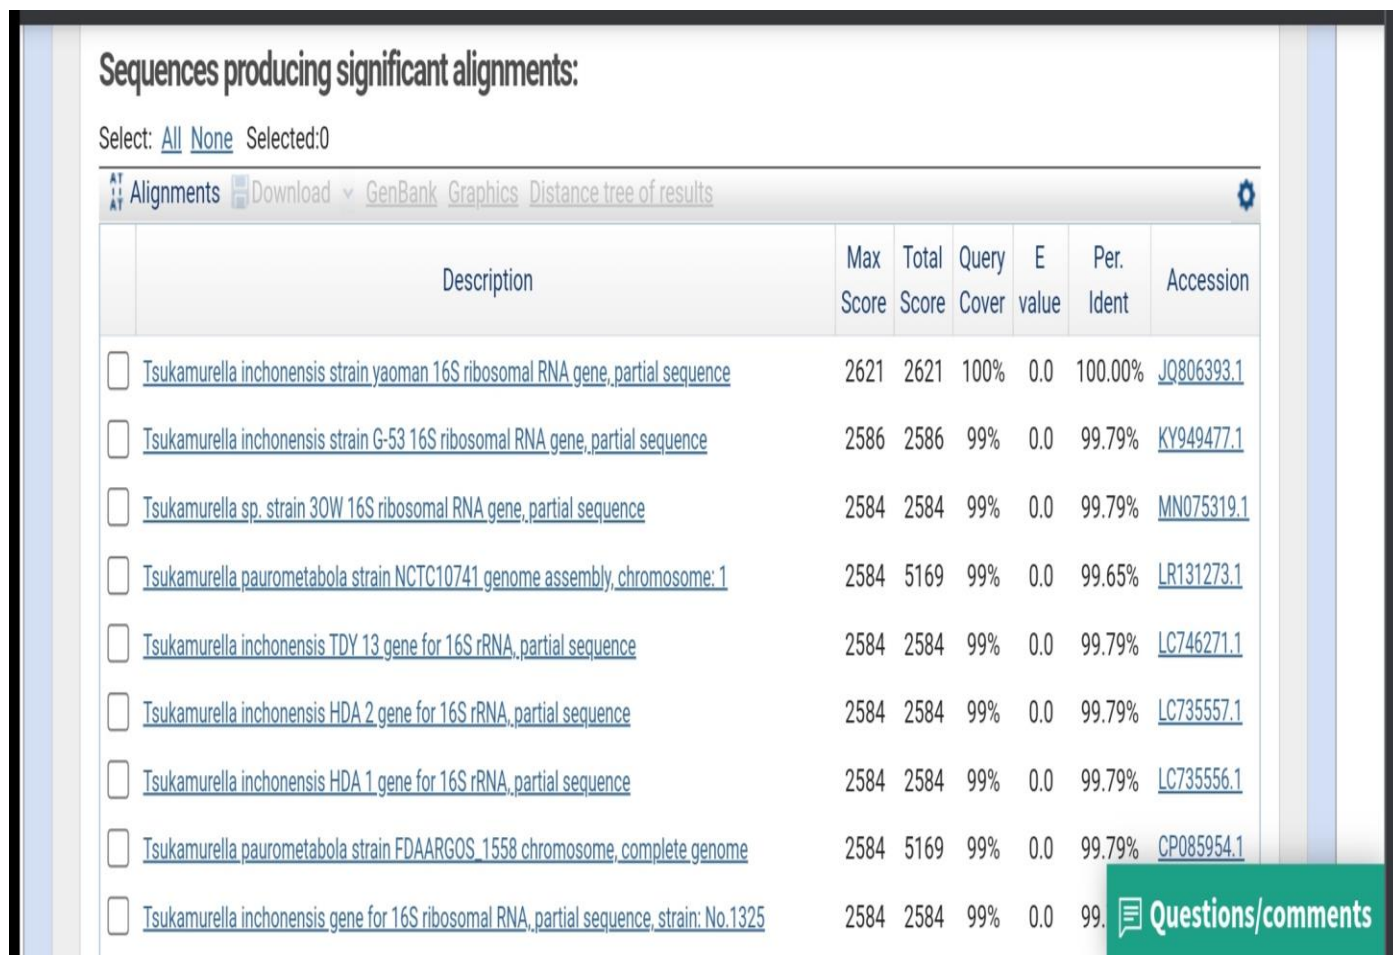 Sequences producing significant alignments:
Select: All None Selected:0
Alignments Download GenBank Graphics Distance tree of results
Description Max Score Total Score Query Cover E value Per. Ident Accession
Tsukamurella inchonensis strain yaoman 16S ribosomal RNA gene, partial sequence 2621 2621 100% 0.0 100.00% JQ806393.1
Tsukamurella inchonensis strain G-53 16S ribosomal RNA gene, partial sequence 2586 2586 99% 0.0 99.79% KY949477.1
Tsukamurella sp. strain 3OW 16S ribosomal RNA gene, partial sequence 2584 2584 99% 0.0 99.79% MN075319.1
Tsukamurella paurometabola strain NCTC10741 genome assembly, chromosome: 1 2584 5169 99% 0.0 99.65% LR131273.1
Tsukamurella inchonensis TDY 13 gene for 16S rRNA, partial sequence 2584 2584 99% 0.0 99.79% LC746271.1
Tsukamurella inchonensis HDA 2 gene for 16S rRNA, partial sequence 2584 2584 99% 0.0 99.79% LC735557.1
Tsukamurella inchonensis HDA 1 gene for 16S rRNA, partial sequence 2584 2584 99% 0.0 99.79% LC735556.1
Tsukamurella paurometabola strain FDAARGOS_1558 chromosome, complete genome 2584 5169 99% 0.0 99.79% CP085954.1
Tsukamurella inchonensis gene for 16S ribosomal RNA, partial sequence, strain: No.1325 2584 2584 99% 0.0 99.
Questions/comments